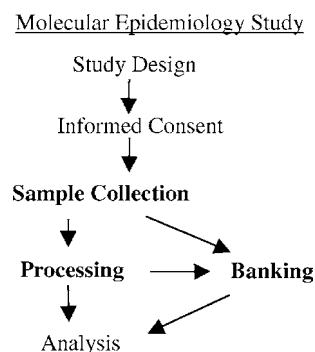 Molecular Epidemiology Study
Study Design
Informed Consent
Sample Collection
Processing Banking
Analysis